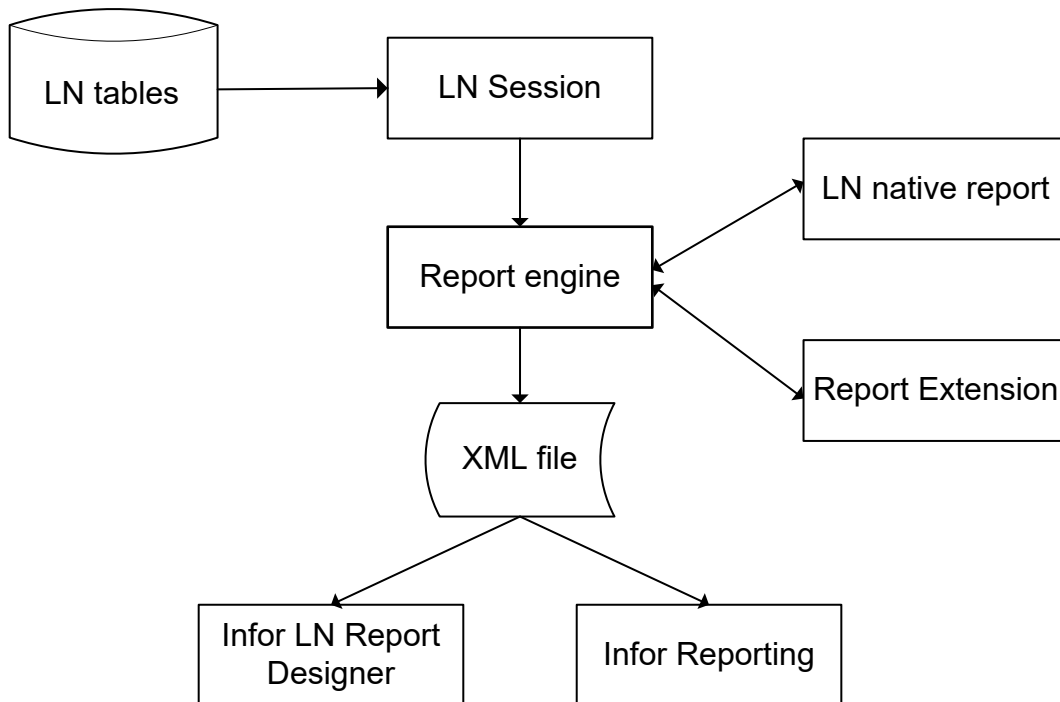 LN tables
LN Session
LN native report
Report engine
Report Extension
XML file
Infor LN Report
Designer
Infor Reporting